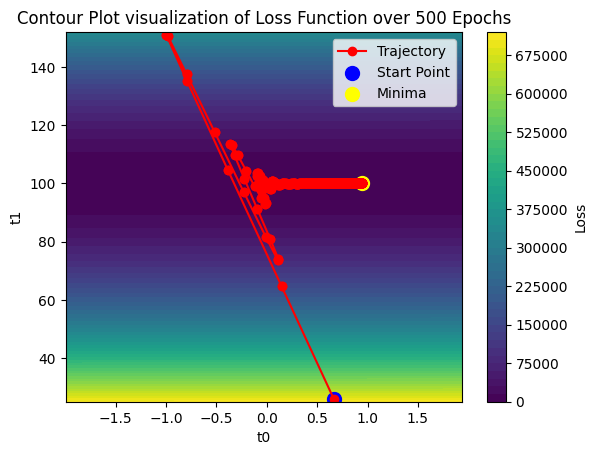 Contour Plot visualization of Loss Function over 500 Epochs
Trajectory
Start Point
Minima
140
120
100
80
60
40
t1
−1.5 −1.0 −0.5 0.0 0.5 1.0 1.5
t0
675000
600000
525000
450000
375000
300000
225000
150000
75000
0
Loss